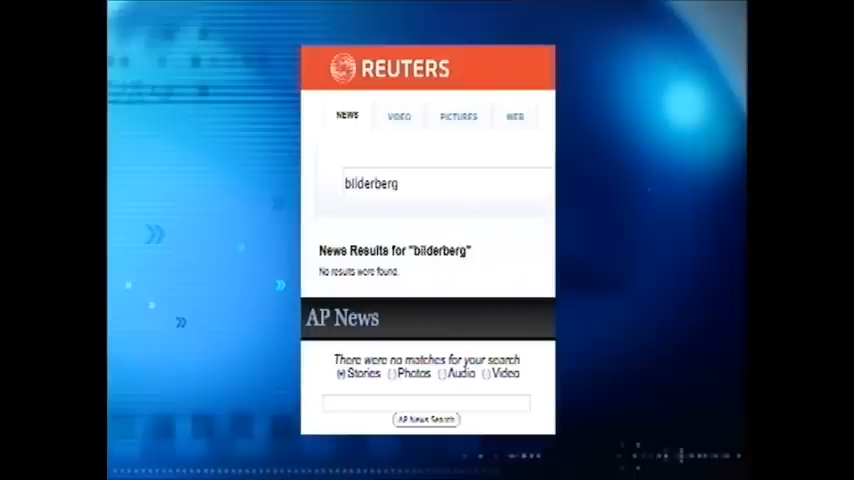 REUTERS
NEWS VIDEO PICTURES WEB
bilderberg
News Results for "bilderberg"
No results were found.
AP News
There were no matches for your search
Stories Photos Audio Video
AP News Search